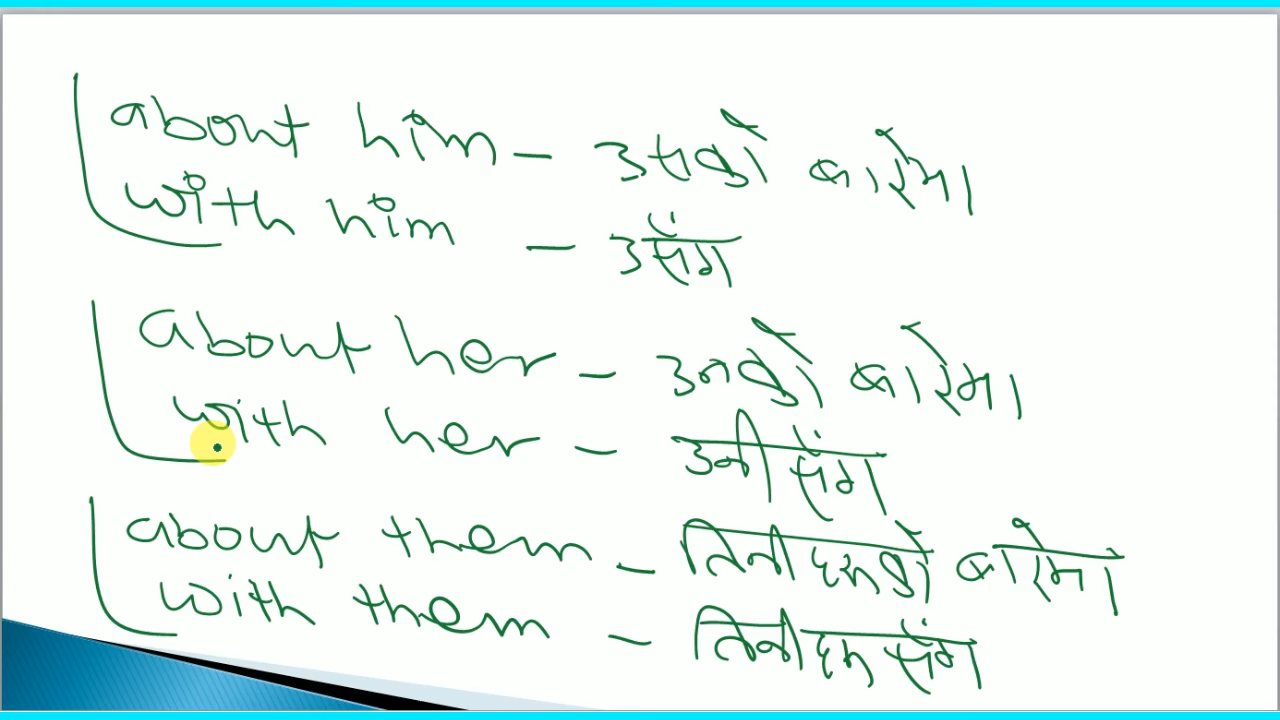 about him - उसको बारेमा
with him - उसँग
about her - उनको बारेमा
with her - उनी सँग
about them - तिनीहरूको बारेमा
with them - तिनीहरू सँग